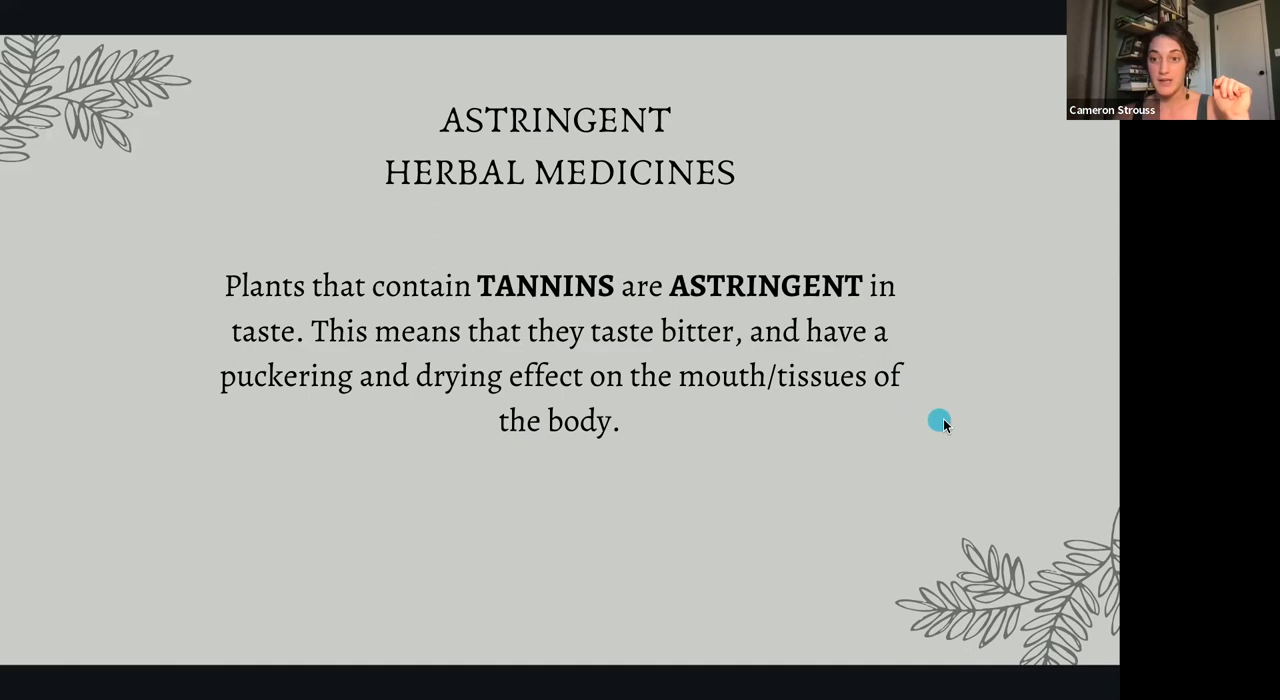 ASTRINGENT
HERBAL MEDICINES
Plants that contain TANNINS are ASTRINGENT in
taste. This means that they taste bitter, and have a
puckering and drying effect on the mouth/tissues of
the body.
Cameron Strouss